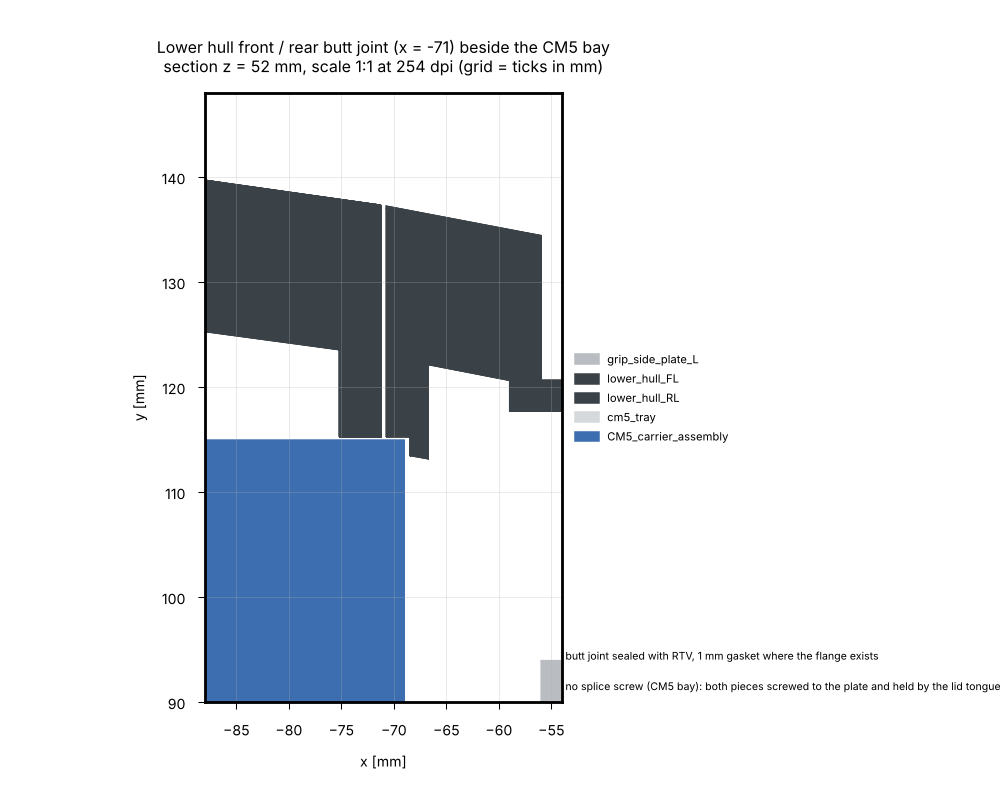 Lower hull front / rear butt joint (x = -71) beside the CM5 bay
section z = 52 mm, scale 1:1 at 254 dpi (grid = ticks in mm)
140
130
120
110
100
90
y [mm]
−85
−80
−75
−70
−65
−60
−55
x [mm]
grip_side_plate_L
lower_hull_FL
lower_hull_RL
cm5_tray
CM5_carrier_assembly
butt joint sealed with RTV, 1 mm gasket where the flange exists
no splice screw (CM5 bay): both pieces screwed to the plate and held by the lid tongue